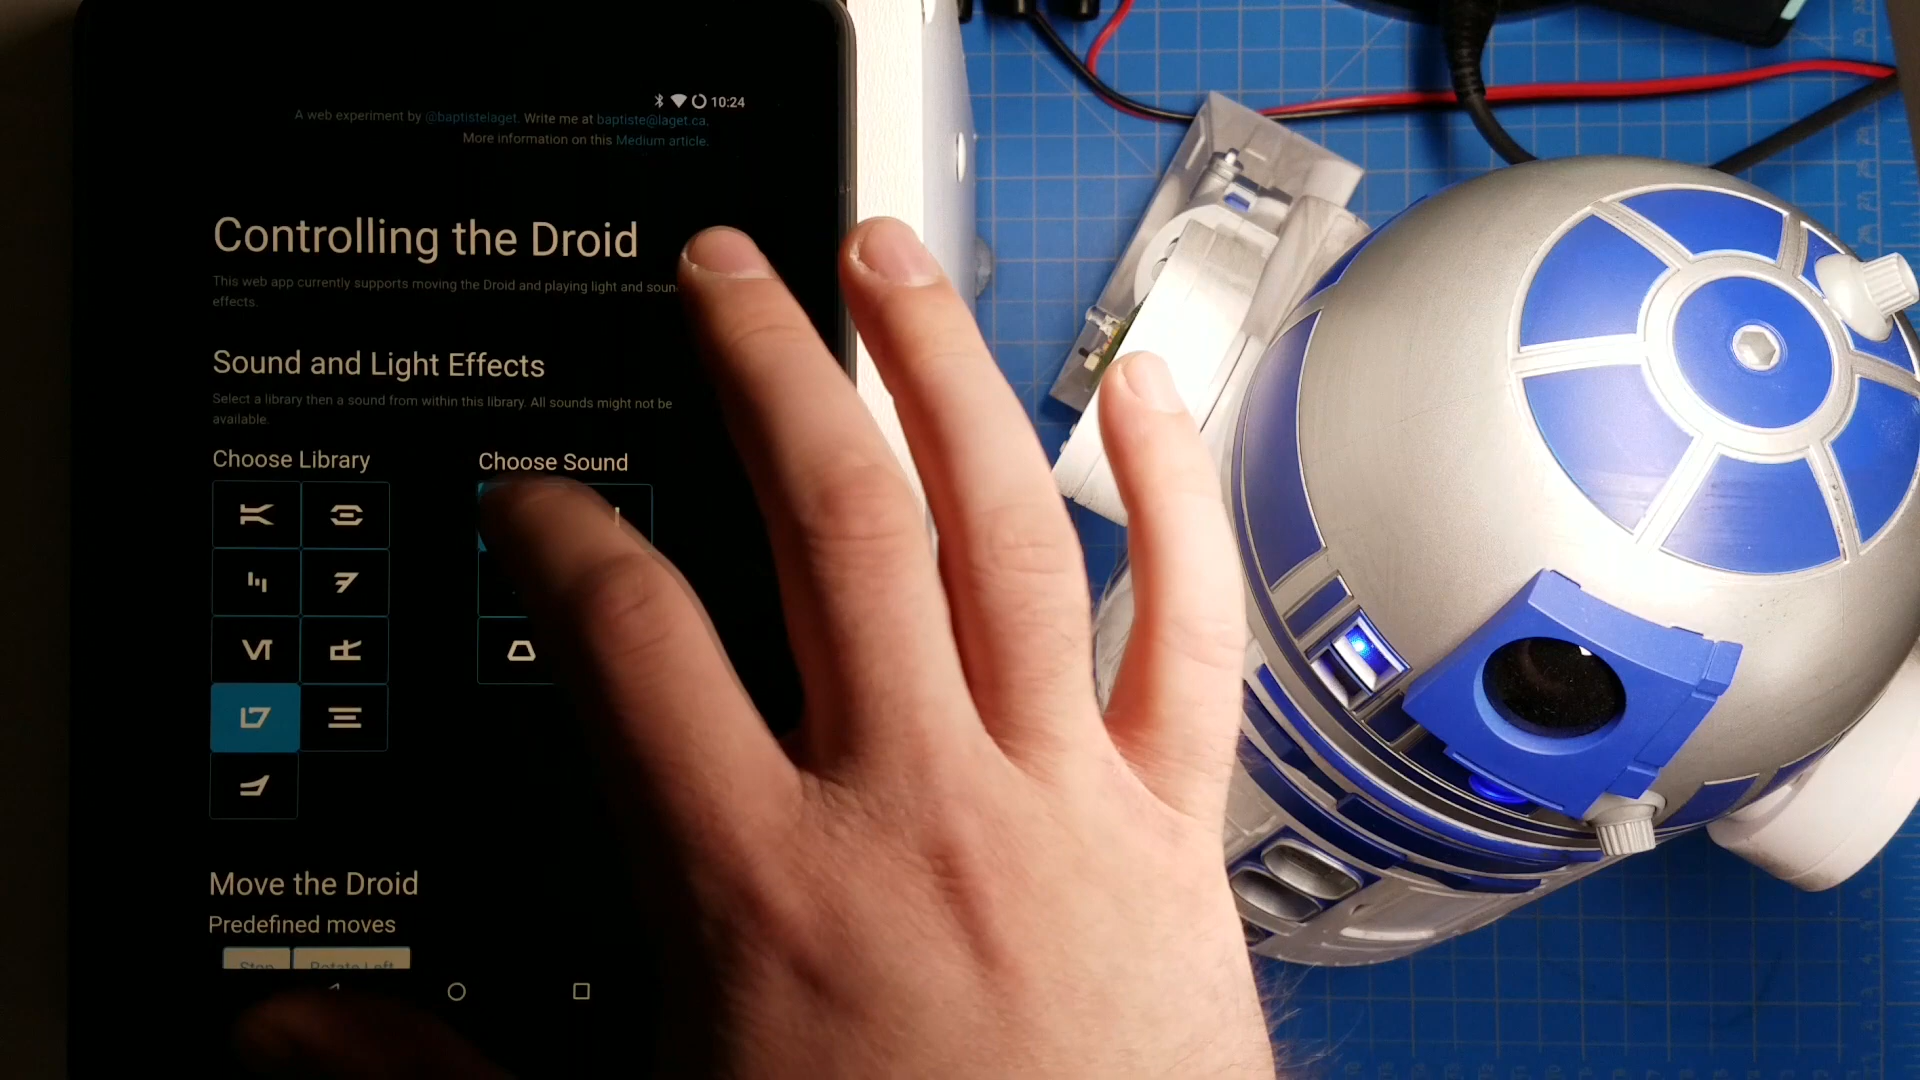 10:24
A web experiment by @baptistelaget. Write me at baptiste@laget.ca.
More information on this Medium article.
Controlling the Droid
This web app currently supports moving the Droid and playing light and soun
effects.
Sound and Light Effects
Select a library then a sound from within this library. All sounds might not be
available.
Choose Library
Choose Sound
Move the Droid
Predefined moves
Stop
Rotate Left